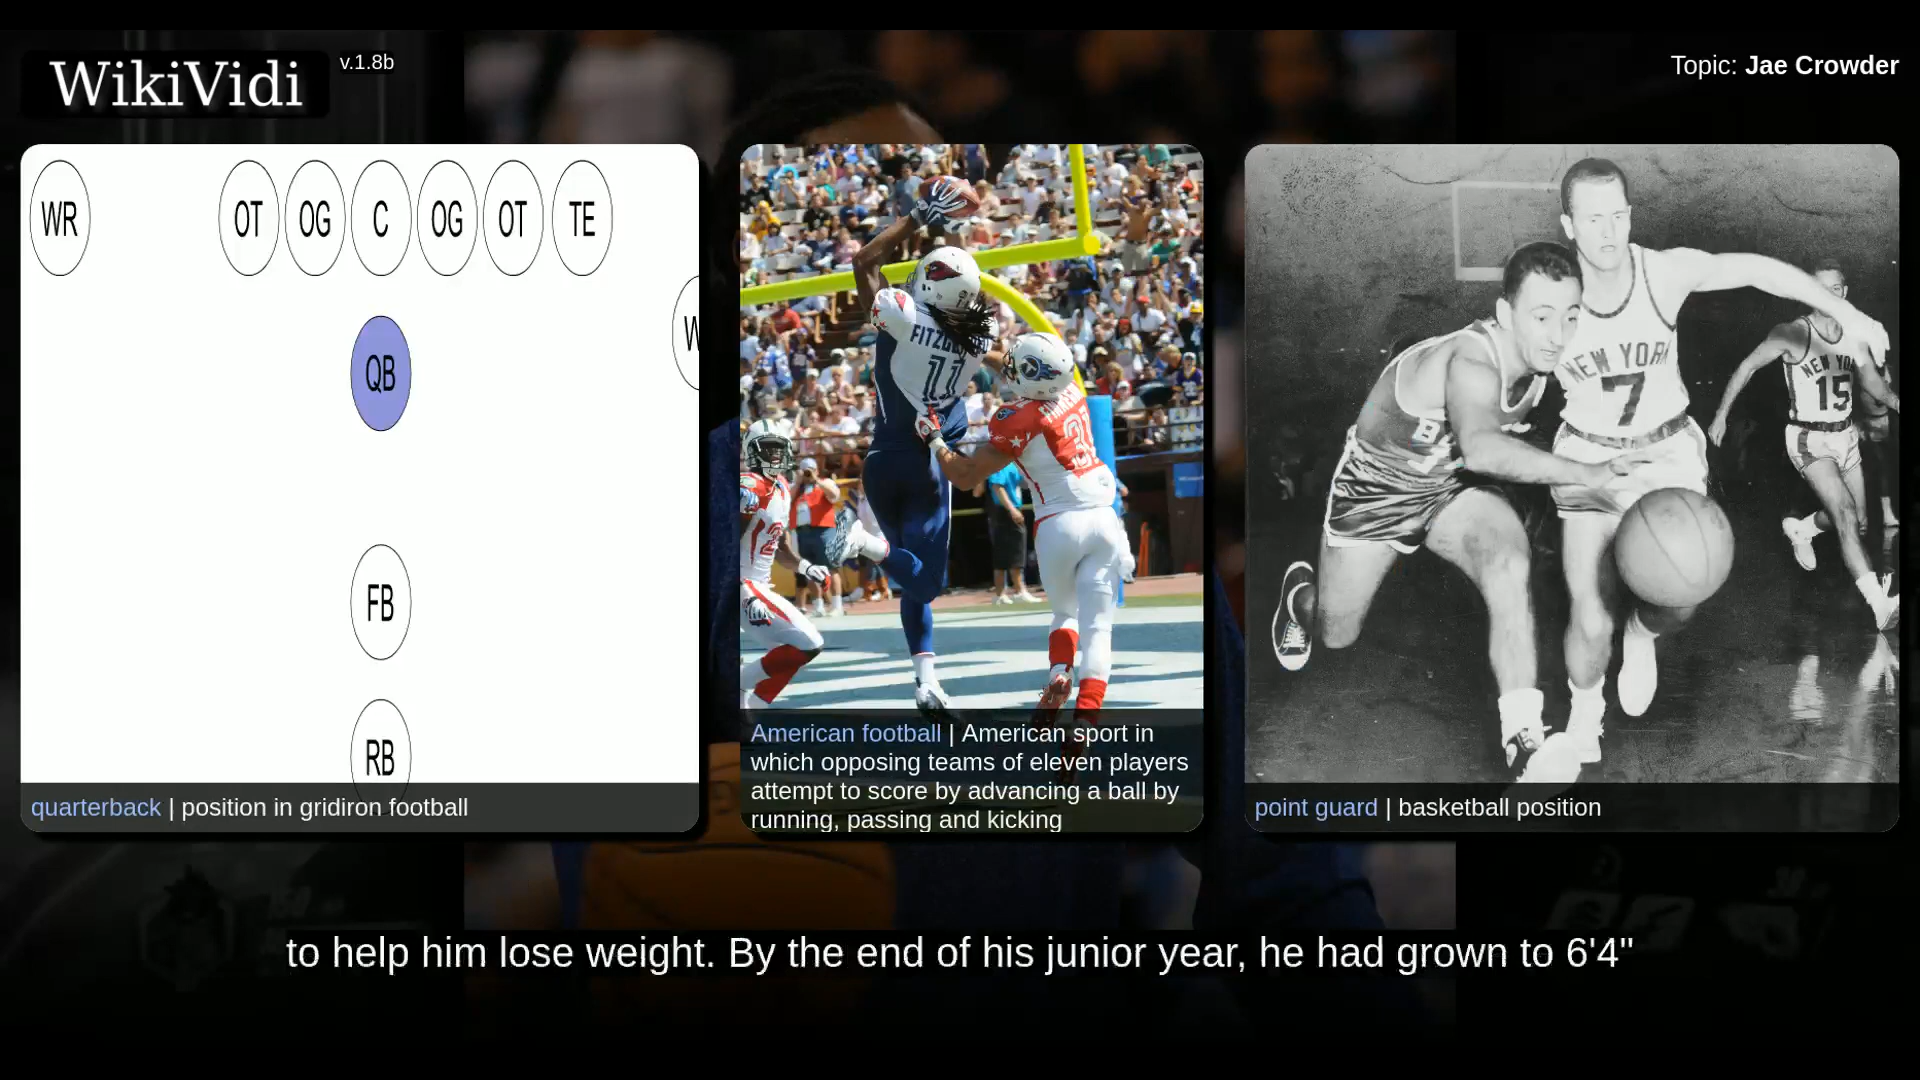 WikiVidi
v.1.8b
Topic: Jae Crowder
WR
OT
OG
C
OG
OT
TE
W
QB
FB
RB
quarterback | position in gridiron football
11
31
American football | American sport in
which opposing teams of eleven players
attempt to score by advancing a ball by
running, passing and kicking
NEW YORK
7
15
point guard | basketball position
to help him lose weight. By the end of his junior year, he had grown to 6'4"